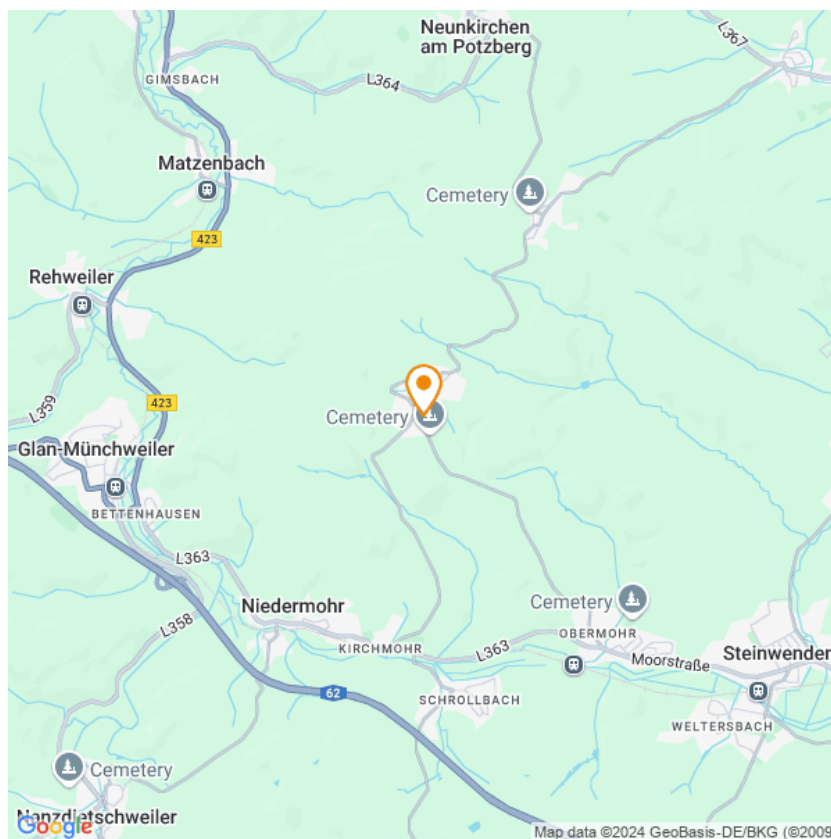 Neunkirchen
am Potzberg
L367
L364
GIMSBACH
Matzenbach
Cemetery
423
Rehweiler
L359
423
Cemetery
Glan-Münchweiler
BETTENHAUSEN
L363
Niedermohr
L358
Cemetery
OBERMOHR
KIRCHMOHR
L363
Moorstraße
Steinwenden
62
SCHROLLBACH
WELTERSBACH
Cemetery
Nanzdietschweiler
Google
Map data ©2024 GeoBasis-DE/BKG (©2009